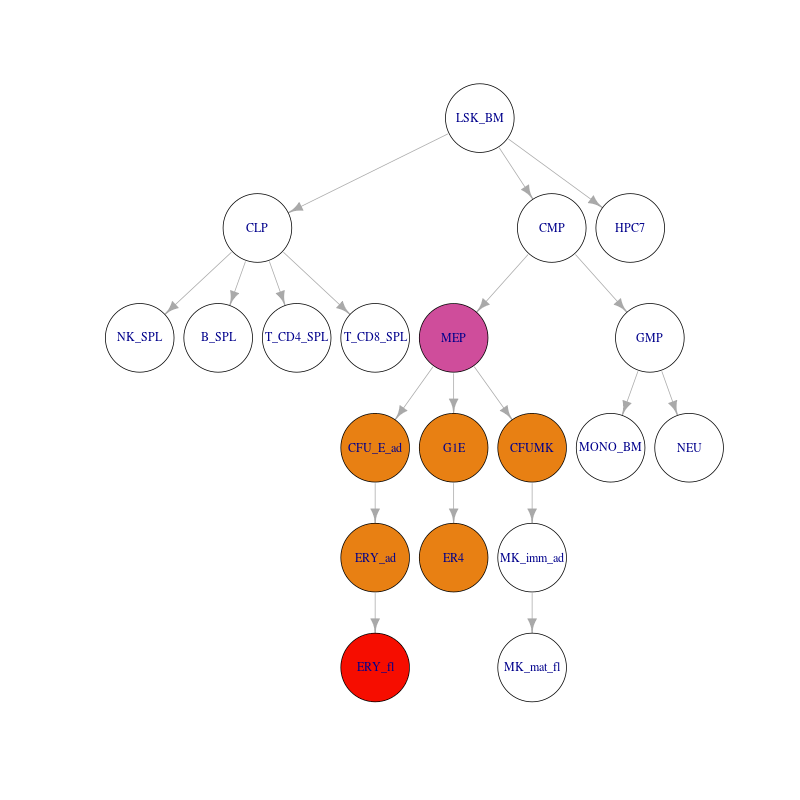 LSK_BM
CLP
CMP
HPC7
NK_SPL
B_SPL
T_CD4_SPL
T_CD8_SPL
MEP
GMP
CFU_E_ad
G1E
CFUMK
MONO_BM
NEU
ERY_ad
ER4
MK_imm_ad
ERY_fl
MK_mat_fl